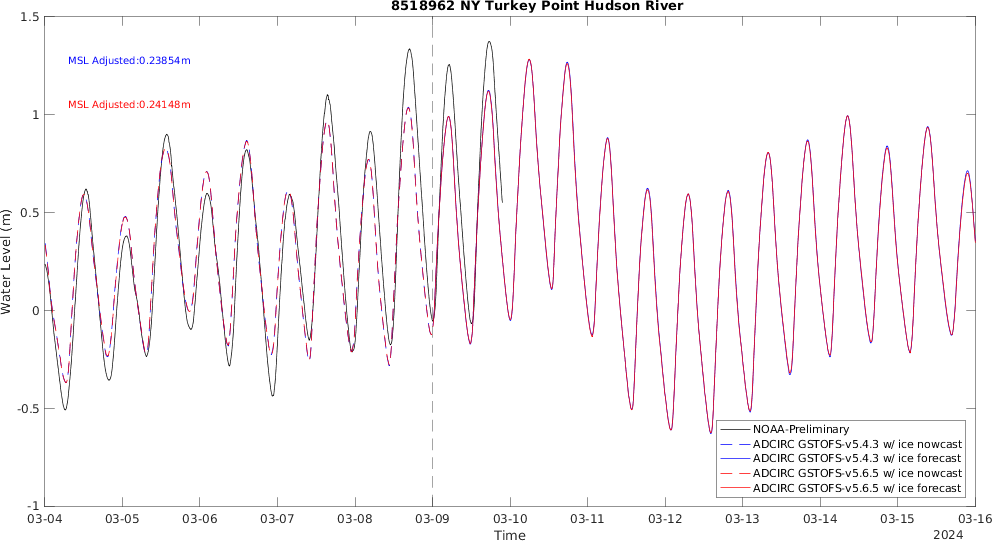 8518962 NY Turkey Point Hudson River
1.5
MSL Adjusted:0.23854m
MSL Adjusted:0.24148m
1
0.5
0
-0.5
-1
Water Level (m)
NOAA-Preliminary
ADCIRC GSTOFS-v5.4.3 w/ ice nowcast
ADCIRC GSTOFS-v5.4.3 w/ ice forecast
ADCIRC GSTOFS-v5.6.5 w/ ice nowcast
ADCIRC GSTOFS-v5.6.5 w/ ice forecast
03-04 03-05 03-06 03-07 03-08 03-09 03-10 03-11 03-12 03-13 03-14 03-15 03-16
Time
2024